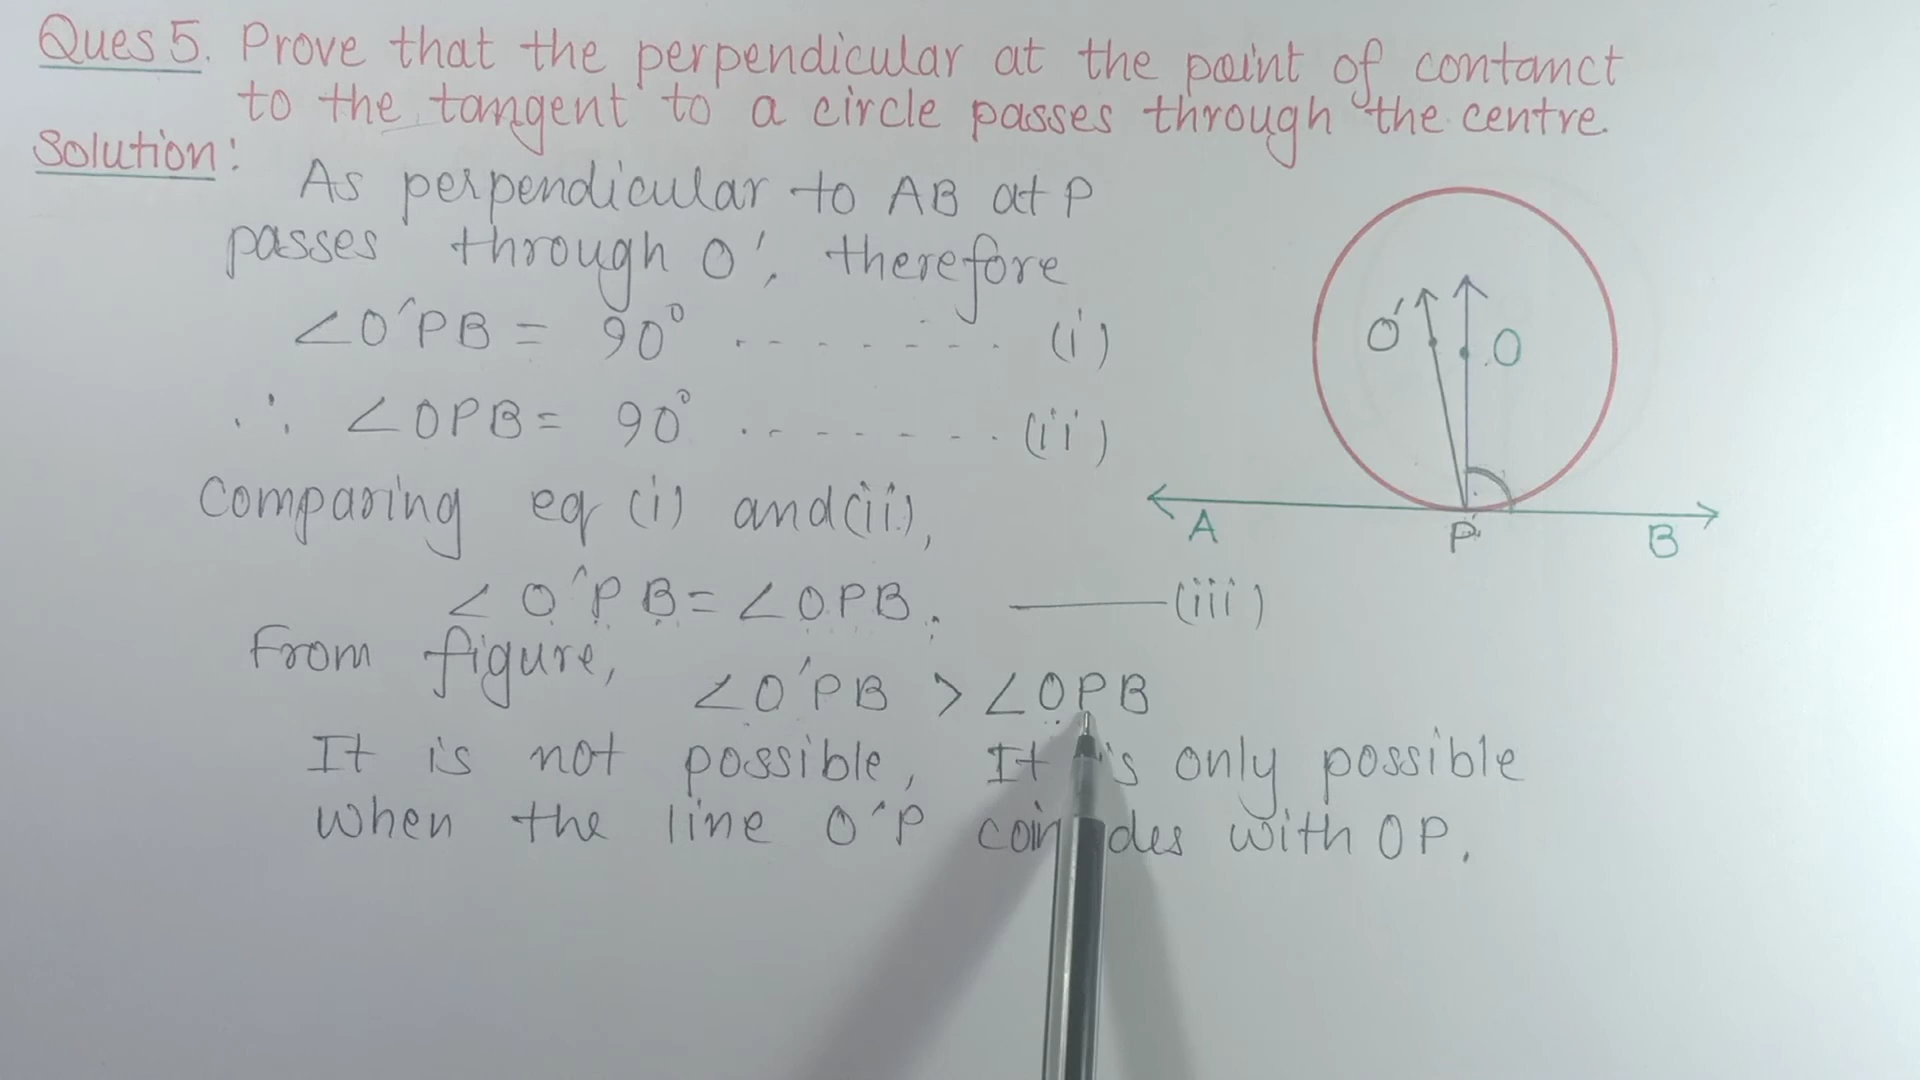 Ques 5. Prove that the perpendicular at the point of contanct
to the tangent to a circle passes through the centre.
Solution:
As perpendicular to AB at P
passes through O', therefore
∠O'PB = 90° ........ (i)
∴ ∠OPB = 90° ........ (ii)
Comparing eq (i) and (ii),
∠O'PB = ∠OPB. ——— (iii)
From figure,
∠O'PB > ∠OPB
It is not possible, It is only possible
when the line O'P coincides with OP.
O'
O
A
P
B